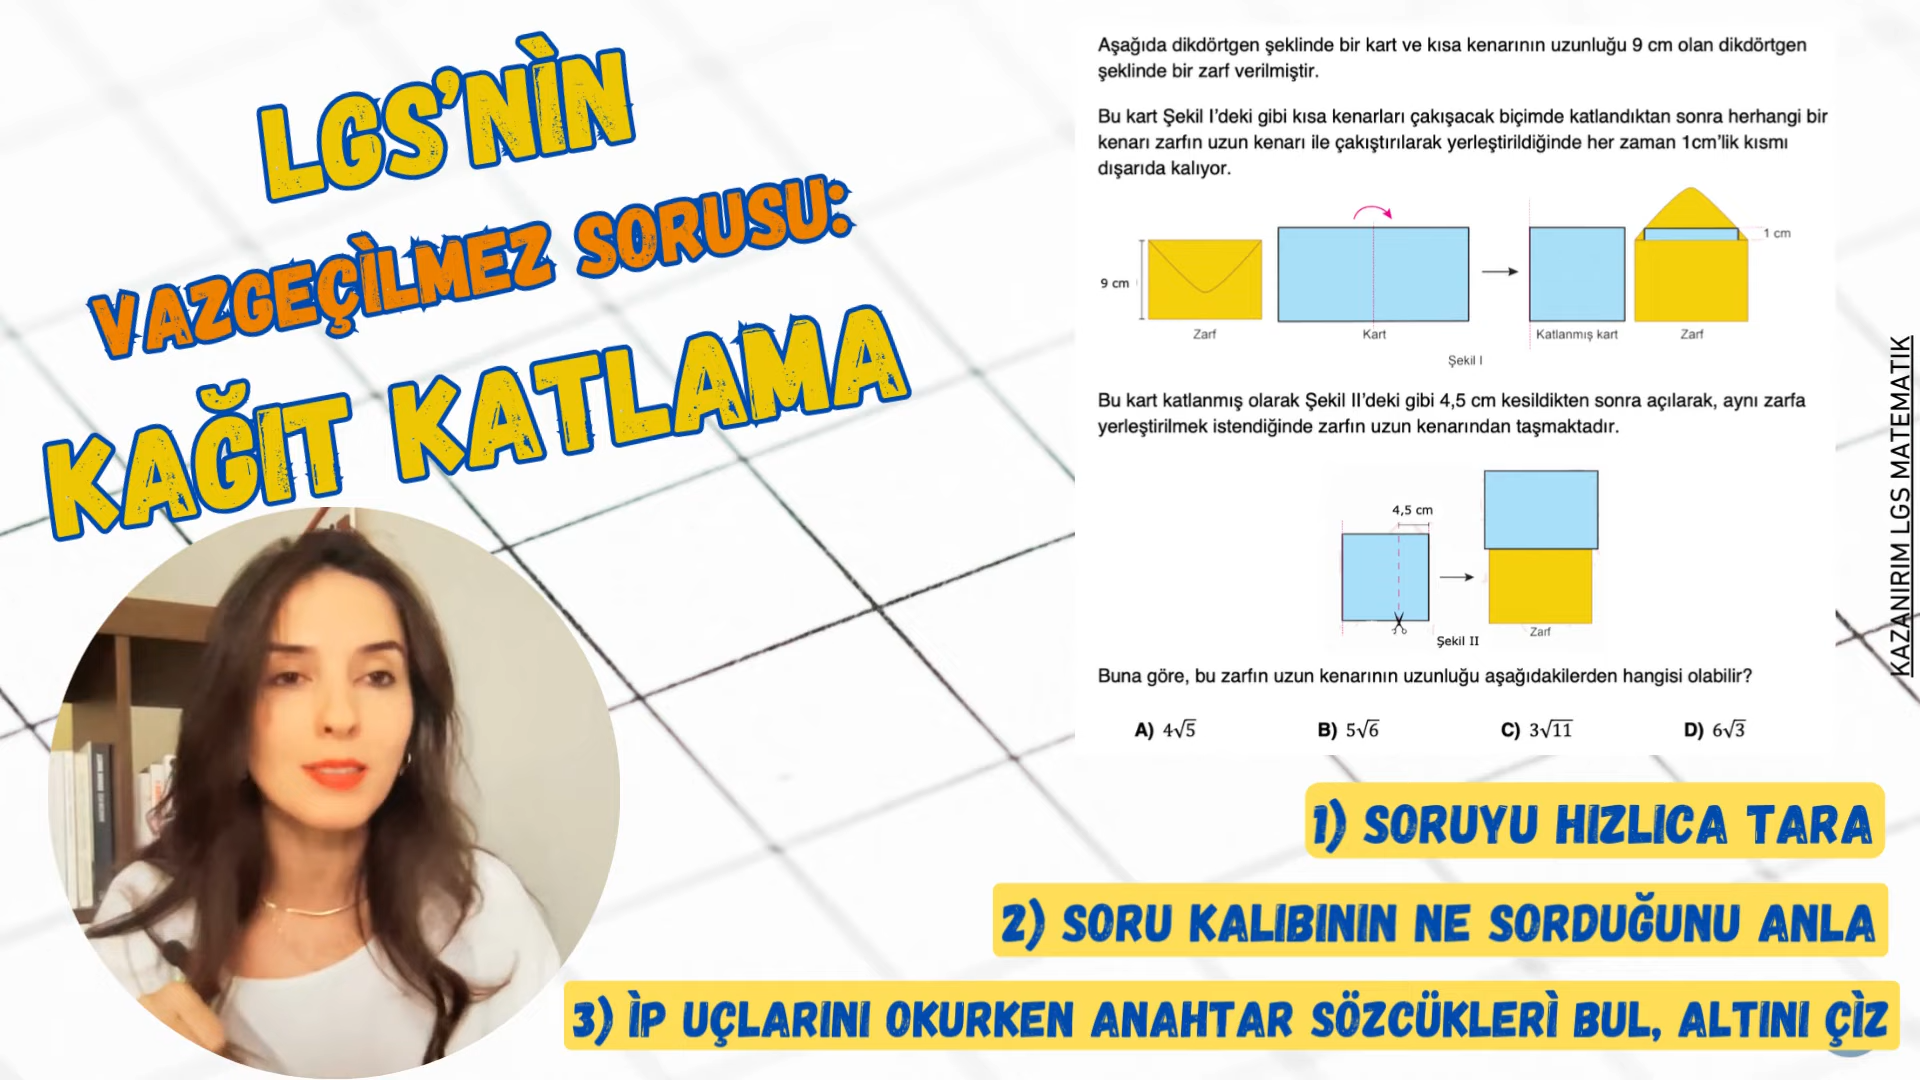 LGS'NİN
VAZGEÇİLMEZ SORUSU:
KAĞIT KATLAMA
Aşağıda dikdörtgen şeklinde bir kart ve kısa kenarının uzunluğu 9 cm olan dikdörtgen
şeklinde bir zarf verilmiştir.
Bu kart Şekil I'deki gibi kısa kenarları çakışacak biçimde katlandıktan sonra herhangi bir
kenarı zarfın uzun kenarı ile çakıştırılarak yerleştirildiğinde her zaman 1cm'lik kısmı
dışarıda kalıyor.
1 cm
9 cm
Zarf
Kart
Katlanmış kart
Zarf
Şekil I
Bu kart katlanmış olarak Şekil II'deki gibi 4,5 cm kesildikten sonra açılarak, aynı zarfa
yerleştirilmek istendiğinde zarfın uzun kenarından taşmaktadır.
4,5 cm
Zarf
Şekil II
Buna göre, bu zarfın uzun kenarının uzunluğu aşağıdakilerden hangisi olabilir?
A) 4√5 B) 5√6 C) 3√11 D) 6√3
KAZANIRIM LGS MATEMATIK
1) SORUYU HIZLICA TARA
2) SORU KALIBININ NE SORDUĞUNU ANLA
3) İP UÇLARINI OKURKEN ANAHTAR SÖZCÜKLERİ BUL, ALTINI ÇİZ